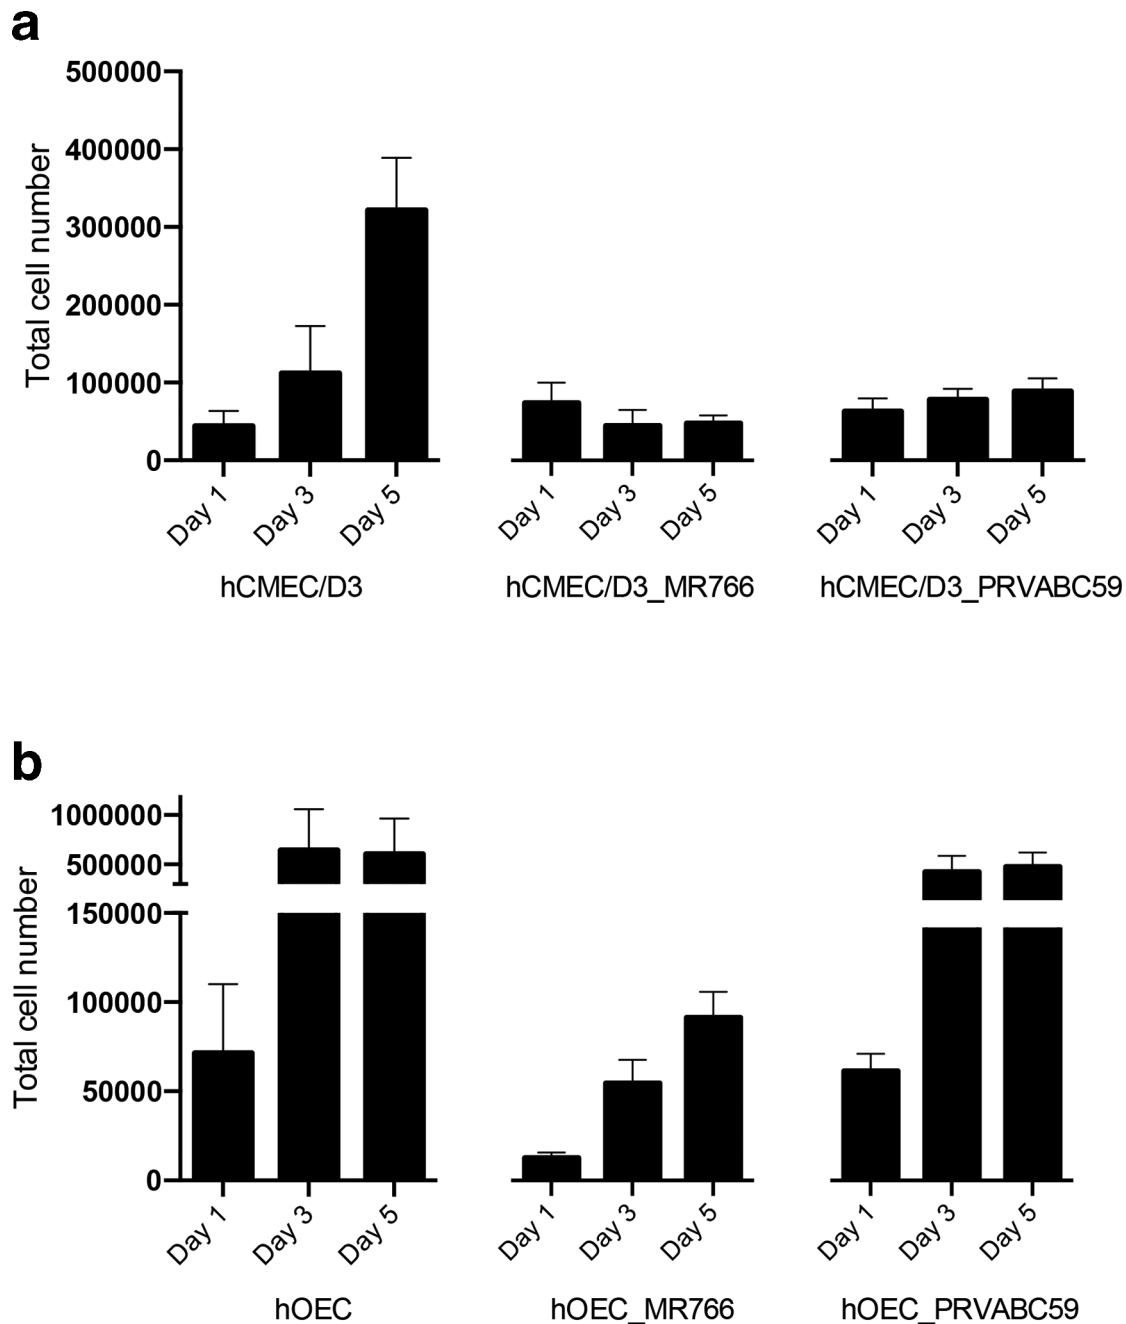 a
Total cell number
500000
400000
300000
200000
100000
0
Day 1 Day 3 Day 5
Day 1 Day 3 Day 5
Day 1 Day 3 Day 5
hCMEC/D3
hCMEC/D3_MR766
hCMEC/D3_PRVABC59
b
Total cell number
1000000
500000
150000
100000
50000
0
Day 1 Day 3 Day 5
Day 1 Day 3 Day 5
Day 1 Day 3 Day 5
hOEC
hOEC_MR766
hOEC_PRVABC59